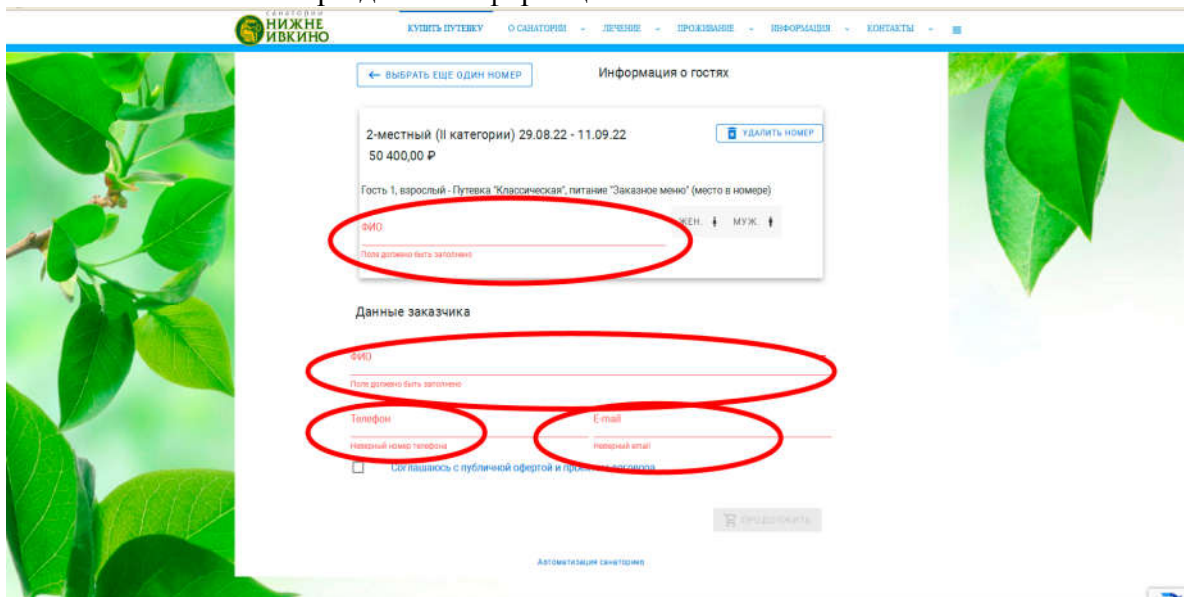 САНАТОРИЙ
НИЖНЕ
ИВКИНО
КУПИТЬ ПУТЕВКУ О САНАТОРИИ ЛЕЧЕНИЕ ПРОЖИВАНИЕ ИНФОРМАЦИЯ КОНТАКТЫ
← ВЫБРАТЬ ЕЩЕ ОДИН НОМЕР Информация о гостях
2-местный (II категории) 29.08.22 - 11.09.22 УДАЛИТЬ НОМЕР
50 400,00 ₽
Гость 1, взрослый - Путевка "Классическая", питание "Заказное меню" (место в номере)
ФИО ЖЕН. МУЖ.
Поле должно быть заполнено
Данные заказчика
ФИО
Поле должно быть заполнено
Телефон E-mail
Неверный номер телефона Неверный email
Соглашаюсь с публичной офертой и проектом договора
ПРОДОЛЖИТЬ
Автоматизация санаториев